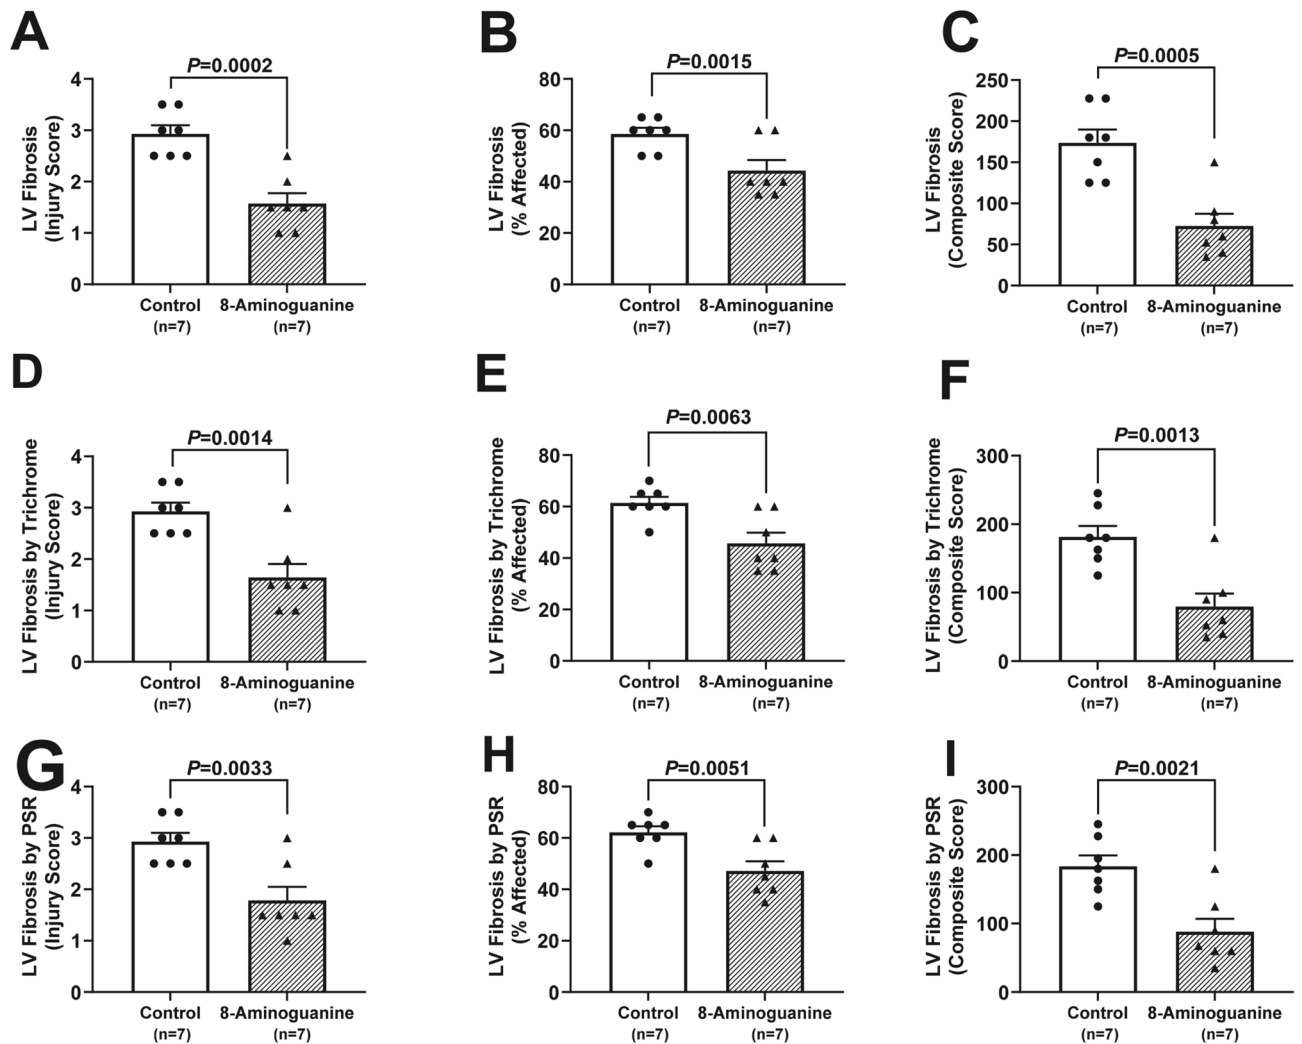 A
P=0.0002
LV Fibrosis
(Injury Score)
4
3
2
1
0
Control
(n=7)
8-Aminoguanine
(n=7)
B
P=0.0015
LV Fibrosis
(% Affected)
80
60
40
20
0
Control
(n=7)
8-Aminoguanine
(n=7)
C
P=0.0005
LV Fibrosis
(Composite Score)
250
200
150
100
50
0
Control
(n=7)
8-Aminoguanine
(n=7)
D
P=0.0014
LV Fibrosis by Trichrome
(Injury Score)
4
3
2
1
0
Control
(n=7)
8-Aminoguanine
(n=7)
E
P=0.0063
LV Fibrosis by Trichrome
(% Affected)
80
60
40
20
0
Control
(n=7)
8-Aminoguanine
(n=7)
F
P=0.0013
LV Fibrosis by Trichrome
(Composite Score)
300
200
100
0
Control
(n=7)
8-Aminoguanine
(n=7)
G
P=0.0033
LV Fibrosis by PSR
(Injury Score)
4
3
2
1
0
Control
(n=7)
8-Aminoguanine
(n=7)
H
P=0.0051
LV Fibrosis by PSR
(% Affected)
80
60
40
20
0
Control
(n=7)
8-Aminoguanine
(n=7)
I
P=0.0021
LV Fibrosis by PSR
(Composite Score)
300
200
100
0
Control
(n=7)
8-Aminoguanine
(n=7)